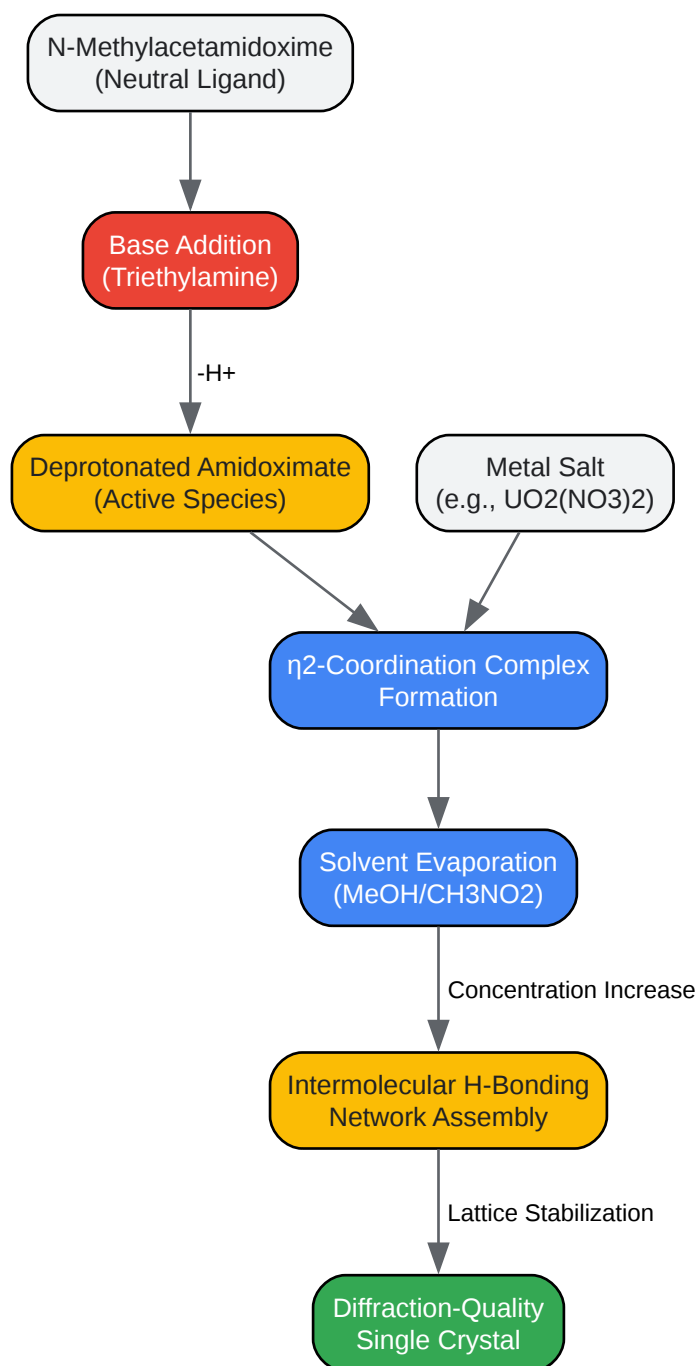 N-Methylacetamidoxime
(Neutral Ligand)
Base Addition
(Triethylamine)
-H+
Deprotonated Amidoximate
(Active Species)
Metal Salt
(e.g., UO2(NO3)2)
η2-Coordination Complex
Formation
Solvent Evaporation
(MeOH/CH3NO2)
Concentration Increase
Intermolecular H-Bonding
Network Assembly
Lattice Stabilization
Diffraction-Quality
Single Crystal